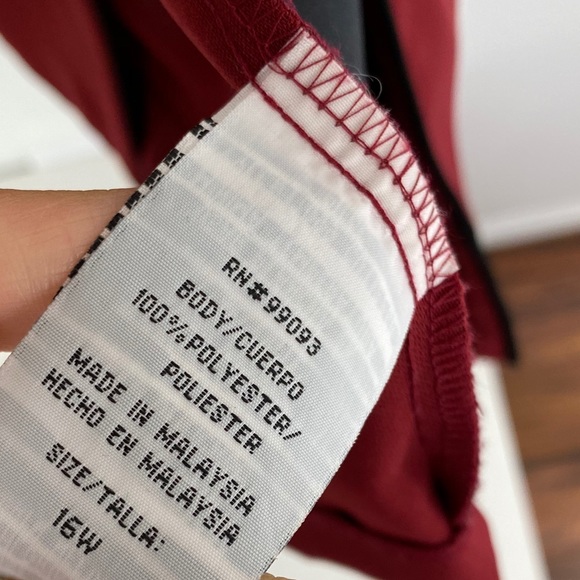 RN#99093
BODY/CUERPO
100%POLYESTER/
POLIESTER
MADE IN MALAYSIA
HECHO EN MALAYSIA
SIZE/TALLA:
16W